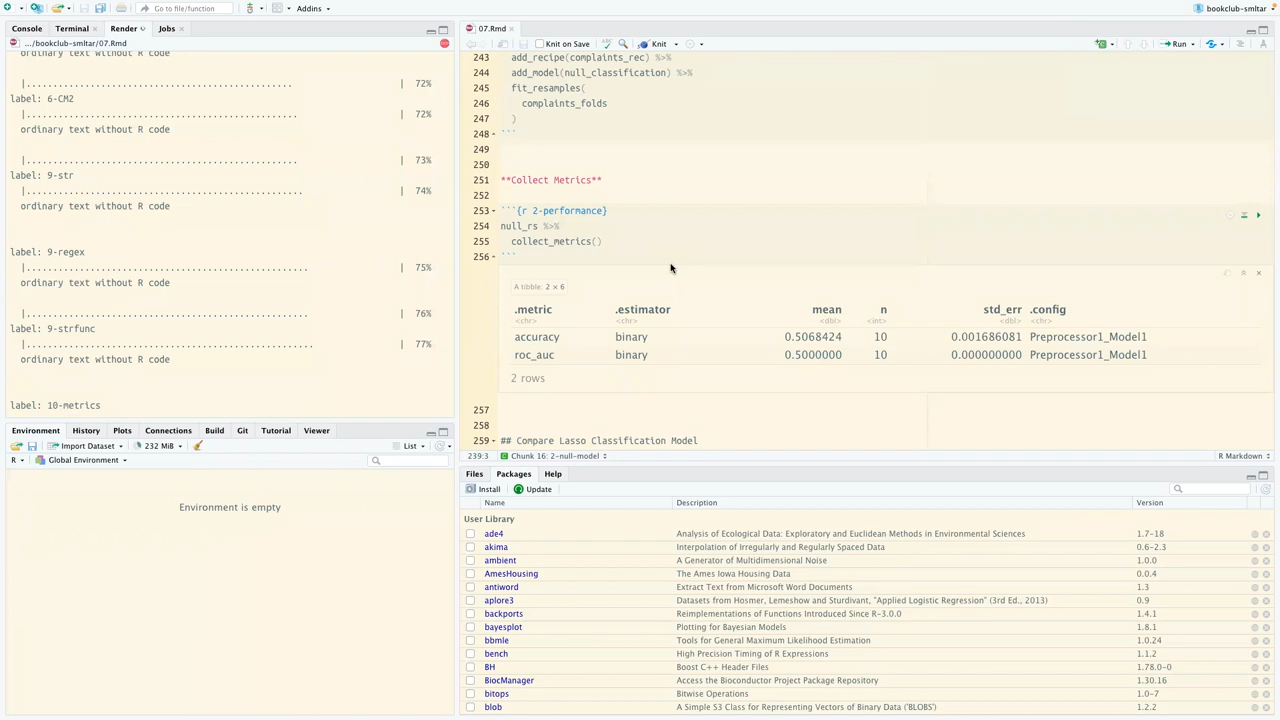 Go to file/function
Addins
bookclub-smltar
Console
Terminal
Render
Jobs
.../bookclub-smltar/07.Rmd
ordinary text without R code
|............................................. | 72%
label: 6-CM2
|.............................................. | 72%
ordinary text without R code
|.............................................. | 73%
label: 9-str
|............................................... | 74%
ordinary text without R code
label: 9-regex
|................................................ | 75%
ordinary text without R code
|................................................ | 76%
label: 9-strfunc
|................................................. | 77%
ordinary text without R code
label: 10-metrics
07.Rmd
Knit on Save
Knit
Run
243 add_recipe(complaints_rec) %>%
244 add_model(null_classification) %>%
245 fit_resamples(
246 complaints_folds
247 )
248 ```
249
250
251 **Collect Metrics**
252
253 ```{r 2-performance}
254 null_rs %>%
255 collect_metrics()
256 ```
A tibble: 2 × 6
.metric .estimator mean n std_err .config
<chr> <chr> <dbl> <int> <dbl> <chr>
accuracy binary 0.5068424 10 0.001686081 Preprocessor1_Model1
roc_auc binary 0.5000000 10 0.000000000 Preprocessor1_Model1
2 rows
257
258
259 ## Compare Lasso Classification Model
239:3 Chunk 16: 2-null-model R Markdown
Environment
History
Plots
Connections
Build
Git
Tutorial
Viewer
Import Dataset
232 MiB
List
R
Global Environment
Environment is empty
Files
Packages
Help
Install
Update
Name Description Version
User Library
ade4 Analysis of Ecological Data: Exploratory and Euclidean Methods in Environmental Sciences 1.7-18
akima Interpolation of Irregularly and Regularly Spaced Data 0.6-2.3
ambient A Generator of Multidimensional Noise 1.0.0
AmesHousing The Ames Iowa Housing Data 0.0.4
antiword Extract Text from Microsoft Word Documents 1.3
aplore3 Datasets from Hosmer, Lemeshow and Sturdivant, "Applied Logistic Regression" (3rd Ed., 2013) 0.9
backports Reimplementations of Functions Introduced Since R-3.0.0 1.4.1
bayesplot Plotting for Bayesian Models 1.8.1
bbmle Tools for General Maximum Likelihood Estimation 1.0.24
bench High Precision Timing of R Expressions 1.1.2
BH Boost C++ Header Files 1.78.0-0
BiocManager Access the Bioconductor Project Package Repository 1.30.16
bitops Bitwise Operations 1.0-7
blob A Simple S3 Class for Representing Vectors of Binary Data ('BLOBS') 1.2.2